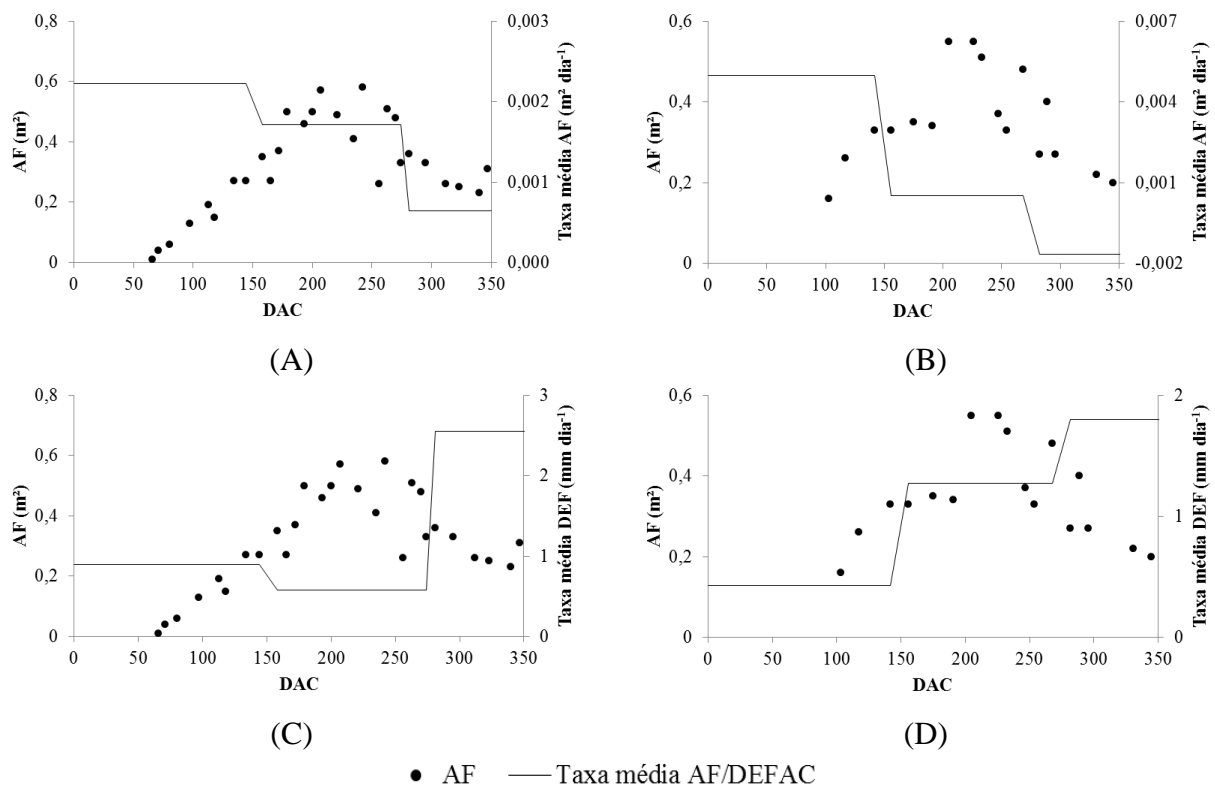 0,8
0,6
0,4
0,2
0
AF (m²)
0,003
0,002
0,001
0,000
Taxa média AF (m² dia⁻¹)
0 50 100 150 200 250 300 350
DAC
(A)
0,6
0,4
0,2
0
AF (m²)
0,007
0,004
0,001
-0,002
Taxa média AF (m² dia⁻¹)
0 50 100 150 200 250 300 350
DAC
(B)
0,8
0,6
0,4
0,2
0
AF (m²)
3
2
1
0
Taxa média DEF (mm dia⁻¹)
0 50 100 150 200 250 300 350
DAC
(C)
0,6
0,4
0,2
0
AF (m²)
2
1
0
Taxa média DEF (mm dia⁻¹)
0 50 100 150 200 250 300 350
DAC
(D)
AF Taxa média AF/DEFAC